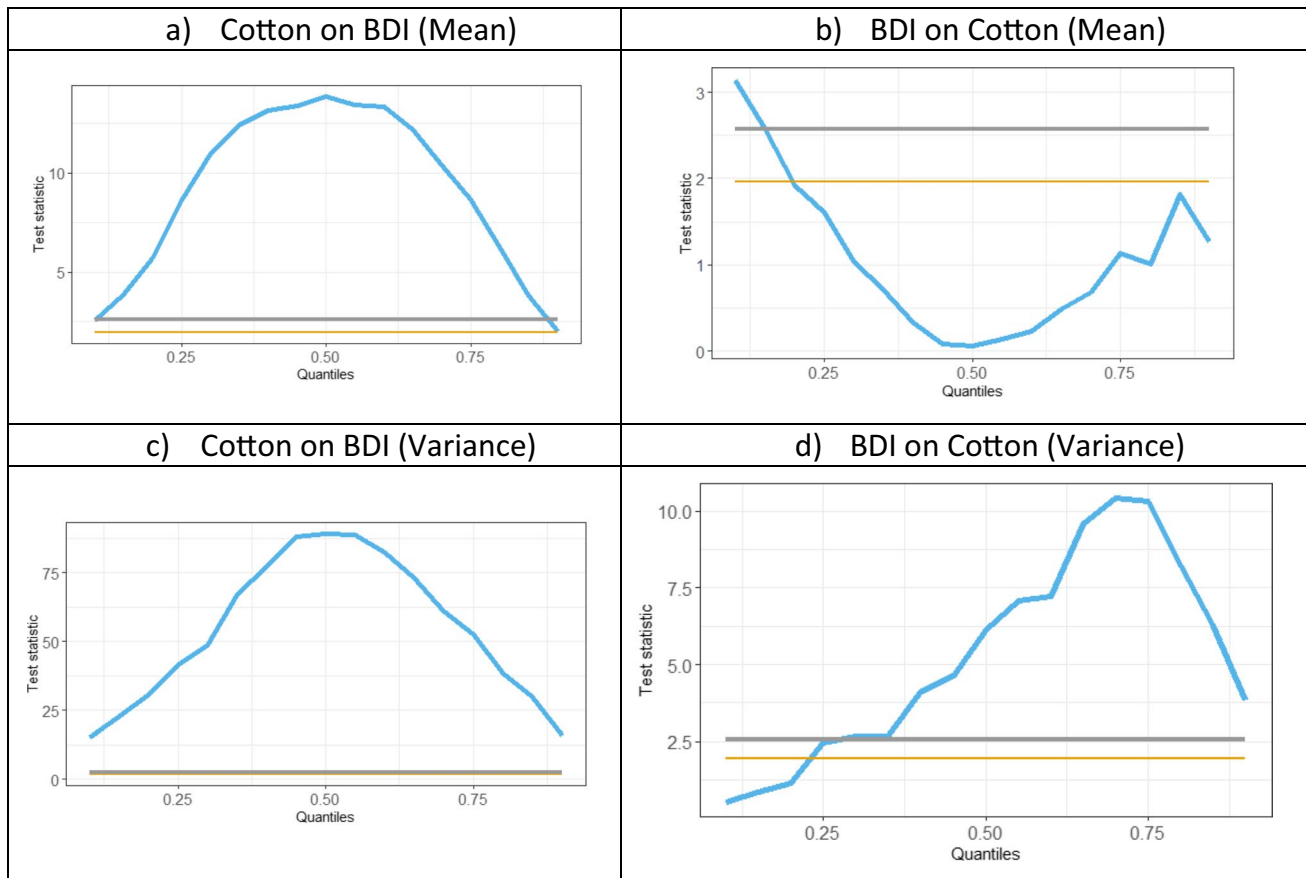 a) Cotton on BDI (Mean)
b) BDI on Cotton (Mean)
Test statistic
10
5
0.25 0.50 0.75
Quantiles
Test statistic
3
2
1
0
0.25 0.50 0.75
Quantiles
c) Cotton on BDI (Variance)
d) BDI on Cotton (Variance)
Test statistic
75
50
25
0
0.25 0.50 0.75
Quantiles
Test statistic
10.0
7.5
5.0
2.5
0.25 0.50 0.75
Quantiles